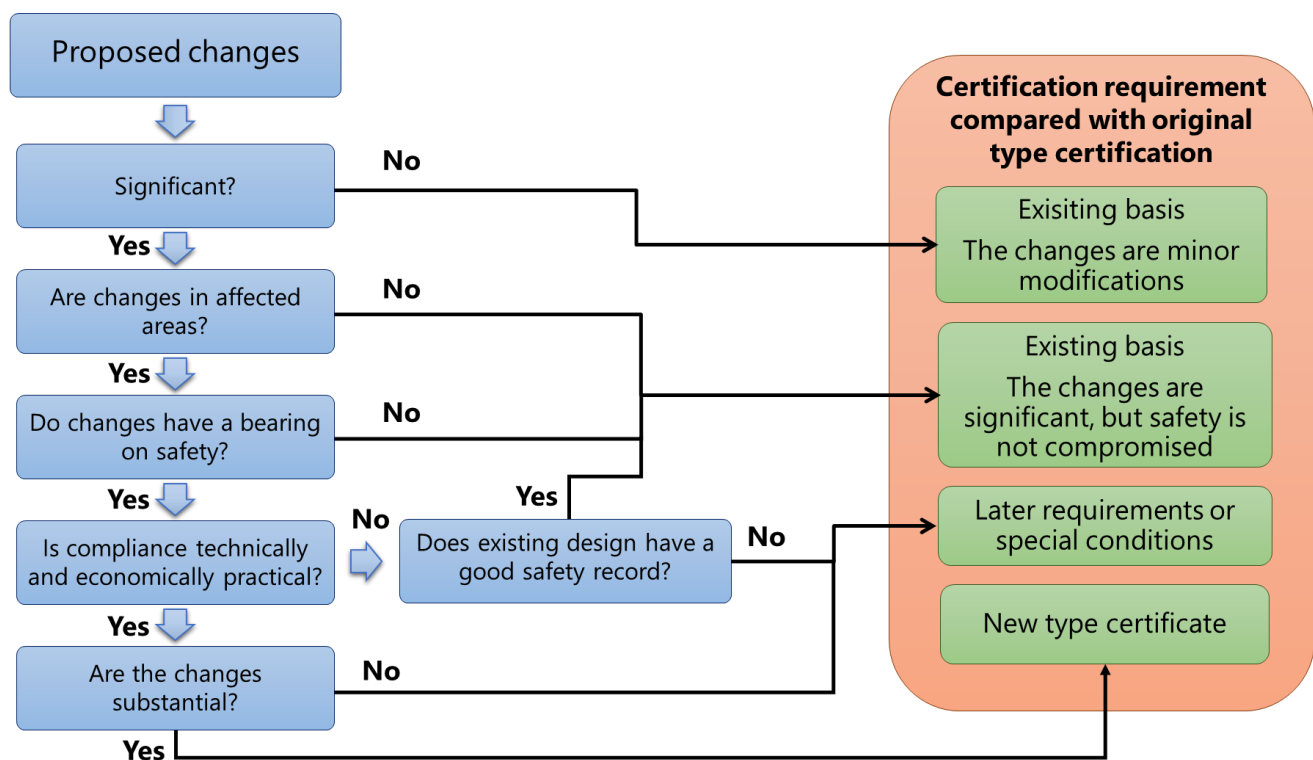 Proposed changes
Certification requirement
compared with original
type certification
Significant?
No
Exisiting basis
The changes are minor
modifications
Yes
Are changes in affected
areas?
No
Existing basis
The changes are
significant, but safety is
not compromised
Yes
Do changes have a bearing
on safety?
No
Yes
Is compliance technically
and economically practical?
No
Yes
Does existing design have a
good safety record?
No
Later requirements or
special conditions
Yes
Are the changes
substantial?
No
New type certificate
Yes